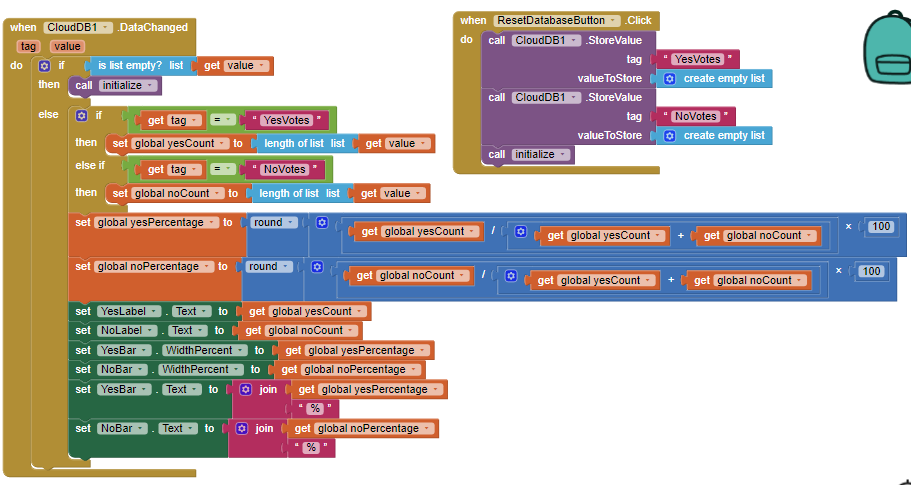 when CloudDB1 .DataChanged
tag value
do if is list empty? list get value
then call initialize
else if get tag = " YesVotes "
then set global yesCount to length of list list get value
else if get tag = " NoVotes "
then set global noCount to length of list list get value
set global yesPercentage to round get global yesCount / get global yesCount + get global noCount × 100
set global noPercentage to round get global noCount / get global yesCount + get global noCount × 100
set YesLabel . Text to get global yesCount
set NoLabel . Text to get global noCount
set YesBar . WidthPercent to get global yesPercentage
set NoBar . WidthPercent to get global noPercentage
set YesBar . Text to join get global yesPercentage
" % "
set NoBar . Text to join get global noPercentage
" % "
when ResetDatabaseButton .Click
do call CloudDB1 .StoreValue
tag " YesVotes "
valueToStore create empty list
call CloudDB1 .StoreValue
tag " NoVotes "
valueToStore create empty list
call initialize